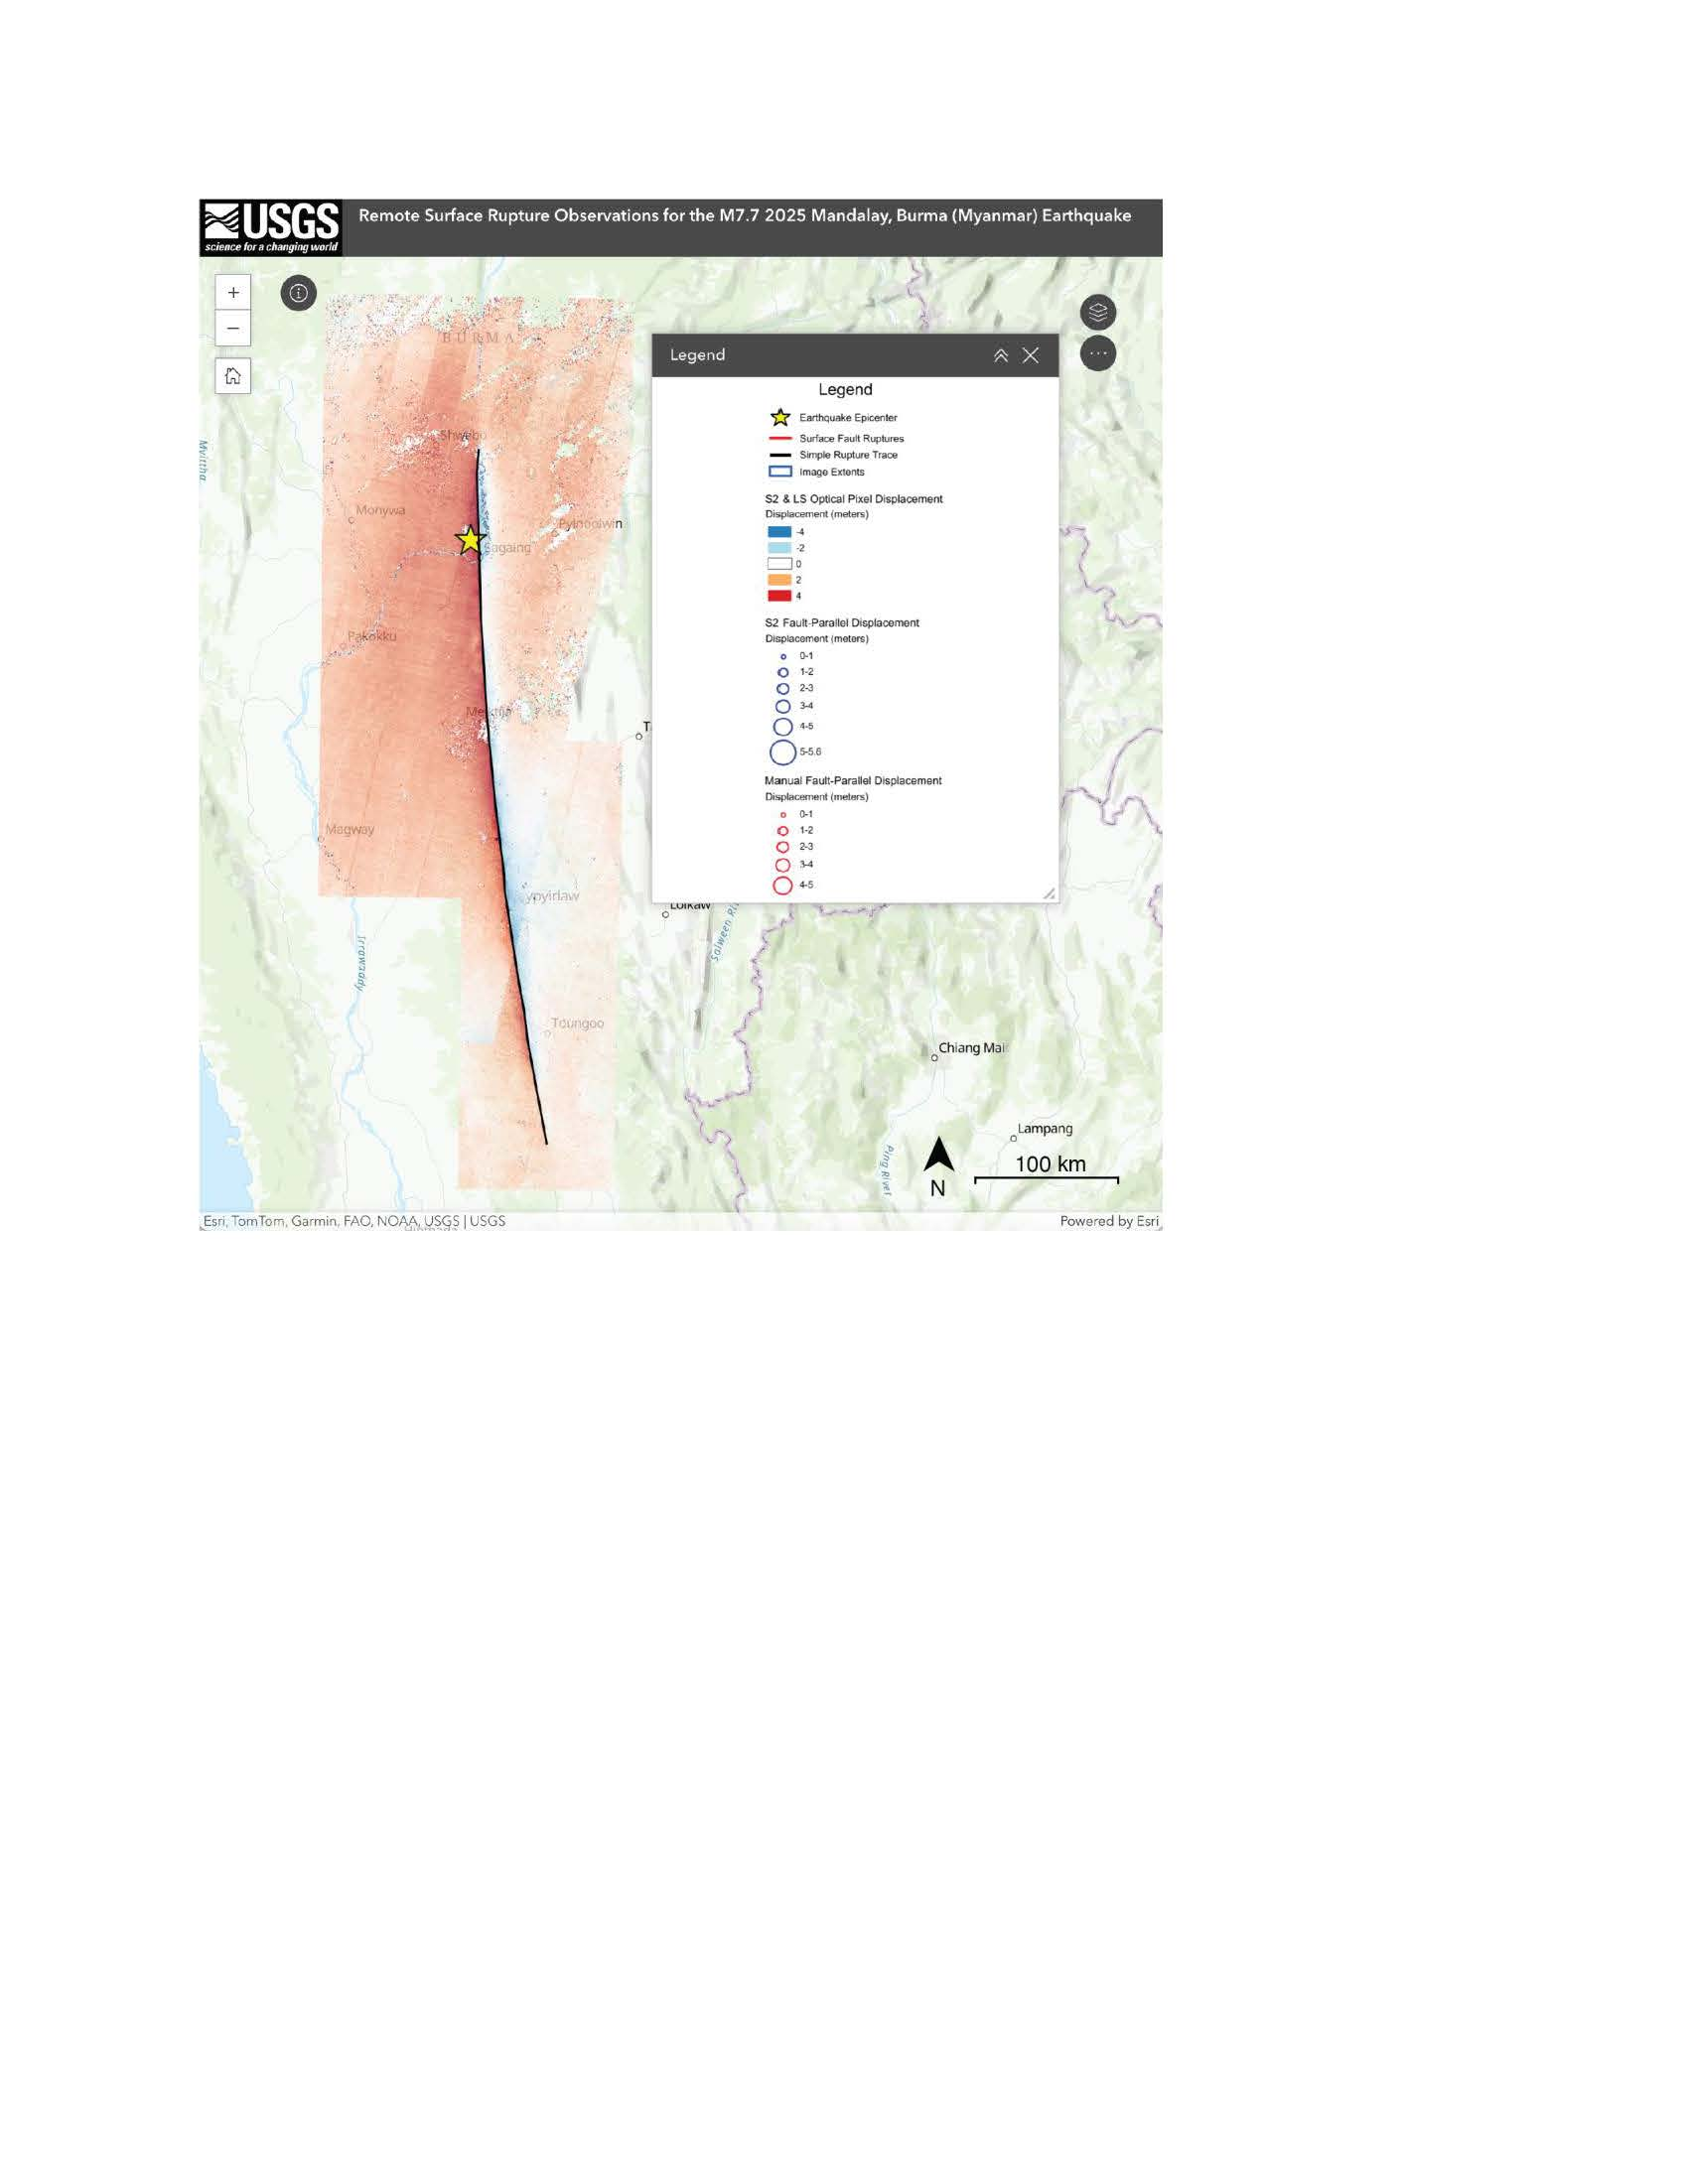 USGS
science for a changing world
Remote Surface Rupture Observations for the M7.7 2025 Mandalay, Burma (Myanmar) Earthquake
+
−
BURMA
Legend
Legend
Earthquake Epicenter
Surface Fault Ruptures
Simple Rupture Trace
Image Extents
S2 & LS Optical Pixel Displacement
Displacement (meters)
-4
-2
0
2
4
S2 Fault-Parallel Displacement
Displacement (meters)
0-1
1-2
2-3
3-4
4-5
5-5.6
Manual Fault-Parallel Displacement
Displacement (meters)
0-1
1-2
2-3
3-4
4-5
Shwebo
Myittha
Monywa
Pyinoolwin
Sagaing
Pakokku
Meiktila
T
Magway
ypyidaw
Loikaw
Salween
Irrawaddy
Toungoo
Chiang Mai
Lampang
Ping River
N
100 km
Esri, TomTom, Garmin, FAO, NOAA, USGS | USGS
Powered by Esri